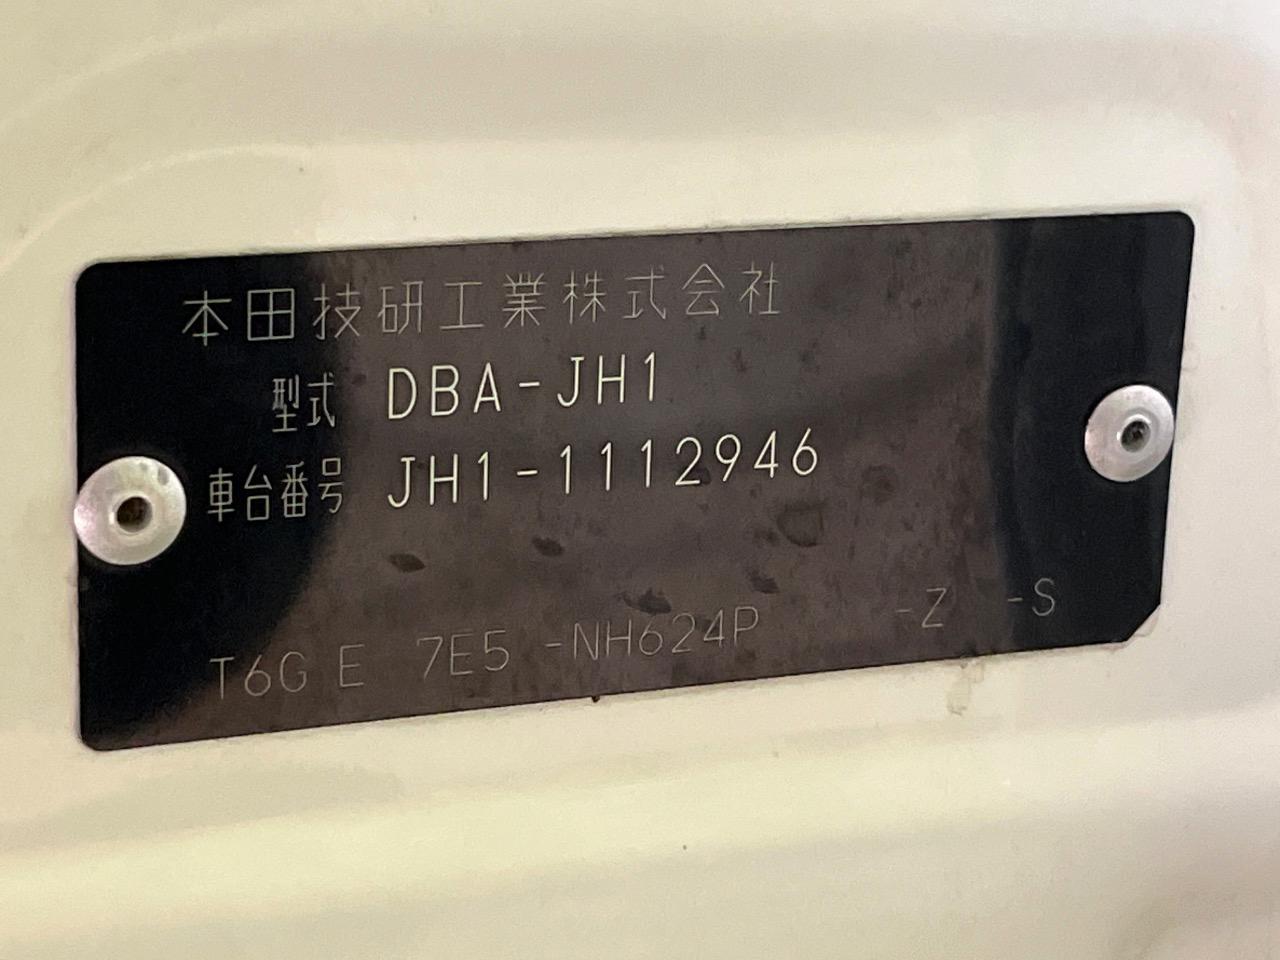 本田技研工業株式会社
型式 DBA-JH1
車台番号 JH1-1112946
T6G E 7E5 -NH624P -Z -S